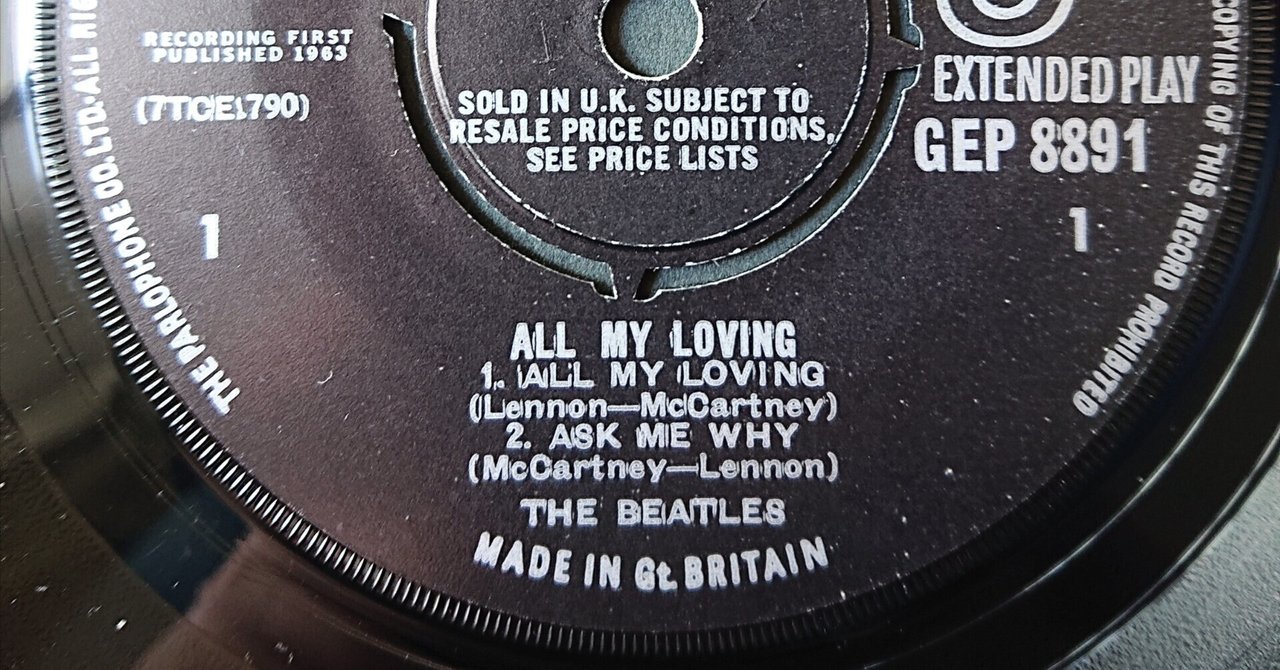 RECORDING FIRST
PUBLISHED 1963
(7TCE.1790)
SOLD IN U.K. SUBJECT TO
RESALE PRICE CONDITIONS,
SEE PRICE LISTS
EXTENDED PLAY
GEP 8891
1
1
ALL MY LOVING
1. ALL MY LOVING
(Lennon—McCartney)
2. ASK ME WHY
(McCartney—Lennon)
THE BEATLES
MADE IN Gt. BRITAIN
THE PARLOPHONE CO. LTD. ALL
COPYING OF THIS RECORD PROHIBITED